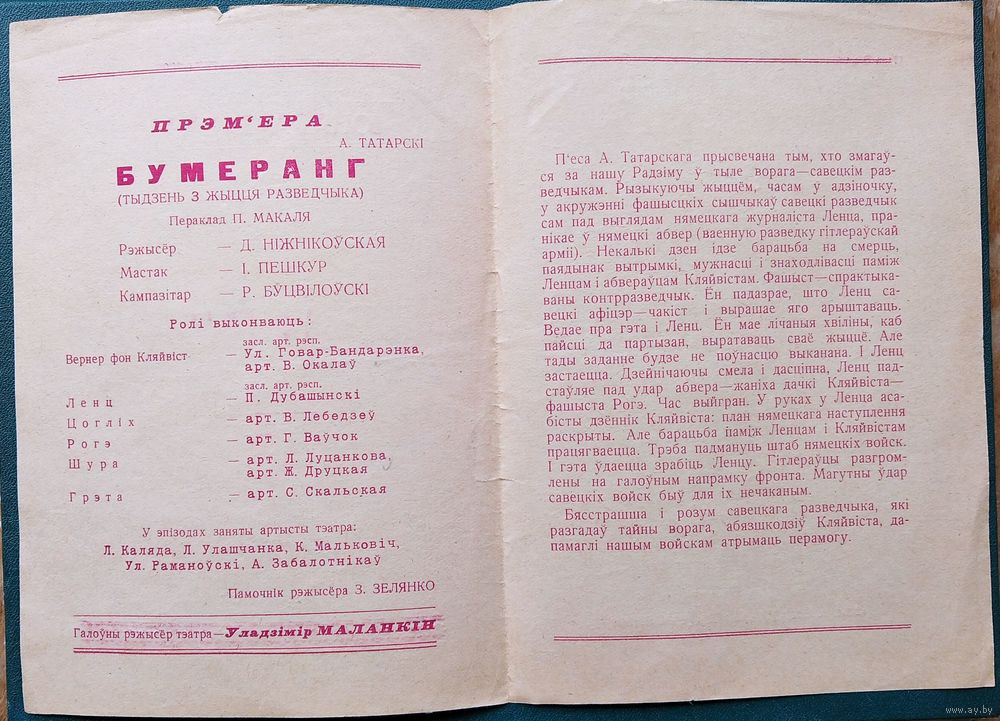 ПРЭМ‘ЕРА
А. ТАТАРСКІ
БУМЕРАНГ
(ТЫДЗЕНЬ З ЖЫЦЦЯ РАЗВЕДЧЫКА)
Пераклад П. МАКАЛЯ
Рэжысёр — Д. НІЖНІКОЎСКАЯ
Мастак — І. ПЕШКУР
Кампазітар — Р. БУЦВІЛОЎСКІ
Ролі выконваюць:
засл. арт. рэсп.
Вернер фон Кляйвіст — Ул. Говар-Бандарэнка,
арт. В. Окалаў
засл. арт. рэсп.
Ленц — П. Дубашынскі
Цогліх — арт. В. Лебедзеў
Рогэ — арт. Г. Ваўчок
Шура — арт. Л. Луцанкова,
арт. Ж. Друцкая
Грэта — арт. С. Скальская
У эпізодах заняты артысты тэатра:
Л. Каляда, Л. Улашчанка, К. Мальковіч,
Ул. Раманоўскі, А. Забалотнікаў
Памочнік рэжысёра З. ЗЕЛЯНКО
Галоўны рэжысёр тэатра—Уладзімір МАЛАНКІН
П‘еса А. Татарскага прысвечана тым, хто змагаў-
ся за нашу Радзіму ў тыле ворага—савецкім раз-
ведчыкам. Рызыкуючы жыццём, часам ў адзіночку,
у акружэнні фашысцкіх сышчыкаў савецкі разведчык
сам пад выглядам нямецкага журналіста Ленца, пра-
нікае ў нямецкі абвер (ваенную разведку гітлераўскай
арміі). Некалькі дзен ідзе барацьба на смерць,
паядынак вытрымкі, мужнасці і знаходлівасці паміж
Ленцам і абвераўцам Кляйвістам. Фашыст—спрактыка-
ваны контрразведчык. Ён падазрае, што Ленц са-
вецкі афіцэр—чакіст і вырашае яго арыштаваць.
Ведае пра гэта і Ленц. Ён мае лічаныя хвіліны, каб
пайсці да партызан, выратаваць сваё жыццё. Але
тады заданне будзе не поўнасцю выканана. І Ленц
застаецца. Дзейнічаючы смела і дасціпна, Ленц пад-
стаўляе пад удар абвера—жаніха дачкі Кляйвіста—
фашыста Рогэ. Час выйгран. У руках у Ленца аса-
бісты дзённік Кляйвіста: план нямецкага наступлення
раскрыты. Але барацьба паміж Ленцам і Кляйвістам
працягваецца. Трэба падмануць штаб нямецкіх войск.
І гэта ўдаецца зрабіць Ленцу. Гітлераўцы разгром-
лены на галоўным напрамку фронта. Магутны ўдар
савецкіх войск быў для іх нечаканым.
Бясстрашша і розум савецкага разведчыка, які
разгадаў тайны ворага, абязшкодзіў Кляйвіста, да-
памаглі нашым войскам атрымаць перамогу.
www.ay.by